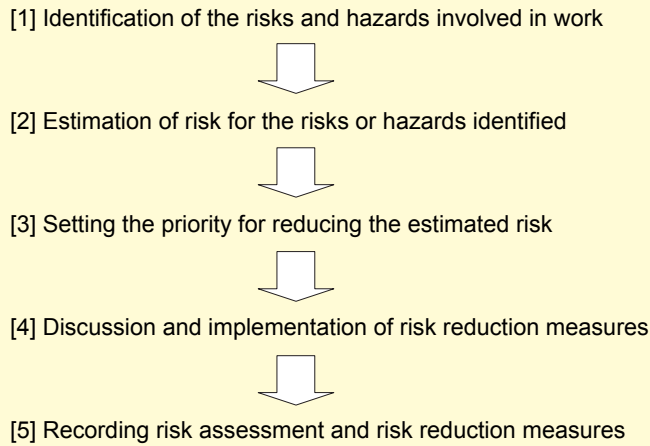 [1] Identification of the risks and hazards involved in work
[2] Estimation of risk for the risks or hazards identified
[3] Setting the priority for reducing the estimated risk
[4] Discussion and implementation of risk reduction measures
[5] Recording risk assessment and risk reduction measures